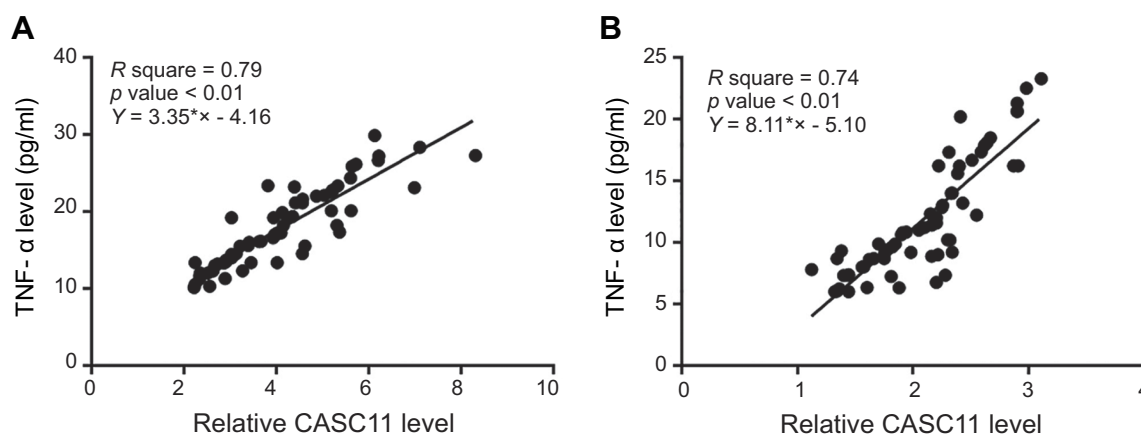 A
40
30
20
10
0
TNF- α level (pg/ml)
R square = 0.79
p value < 0.01
Y = 3.35*× - 4.16
0 2 4 6 8 10
Relative CASC11 level
B
25
20
15
10
5
0
TNF- α level (pg/ml)
R square = 0.74
p value < 0.01
Y = 8.11*× - 5.10
0 1 2 3 4
Relative CASC11 level